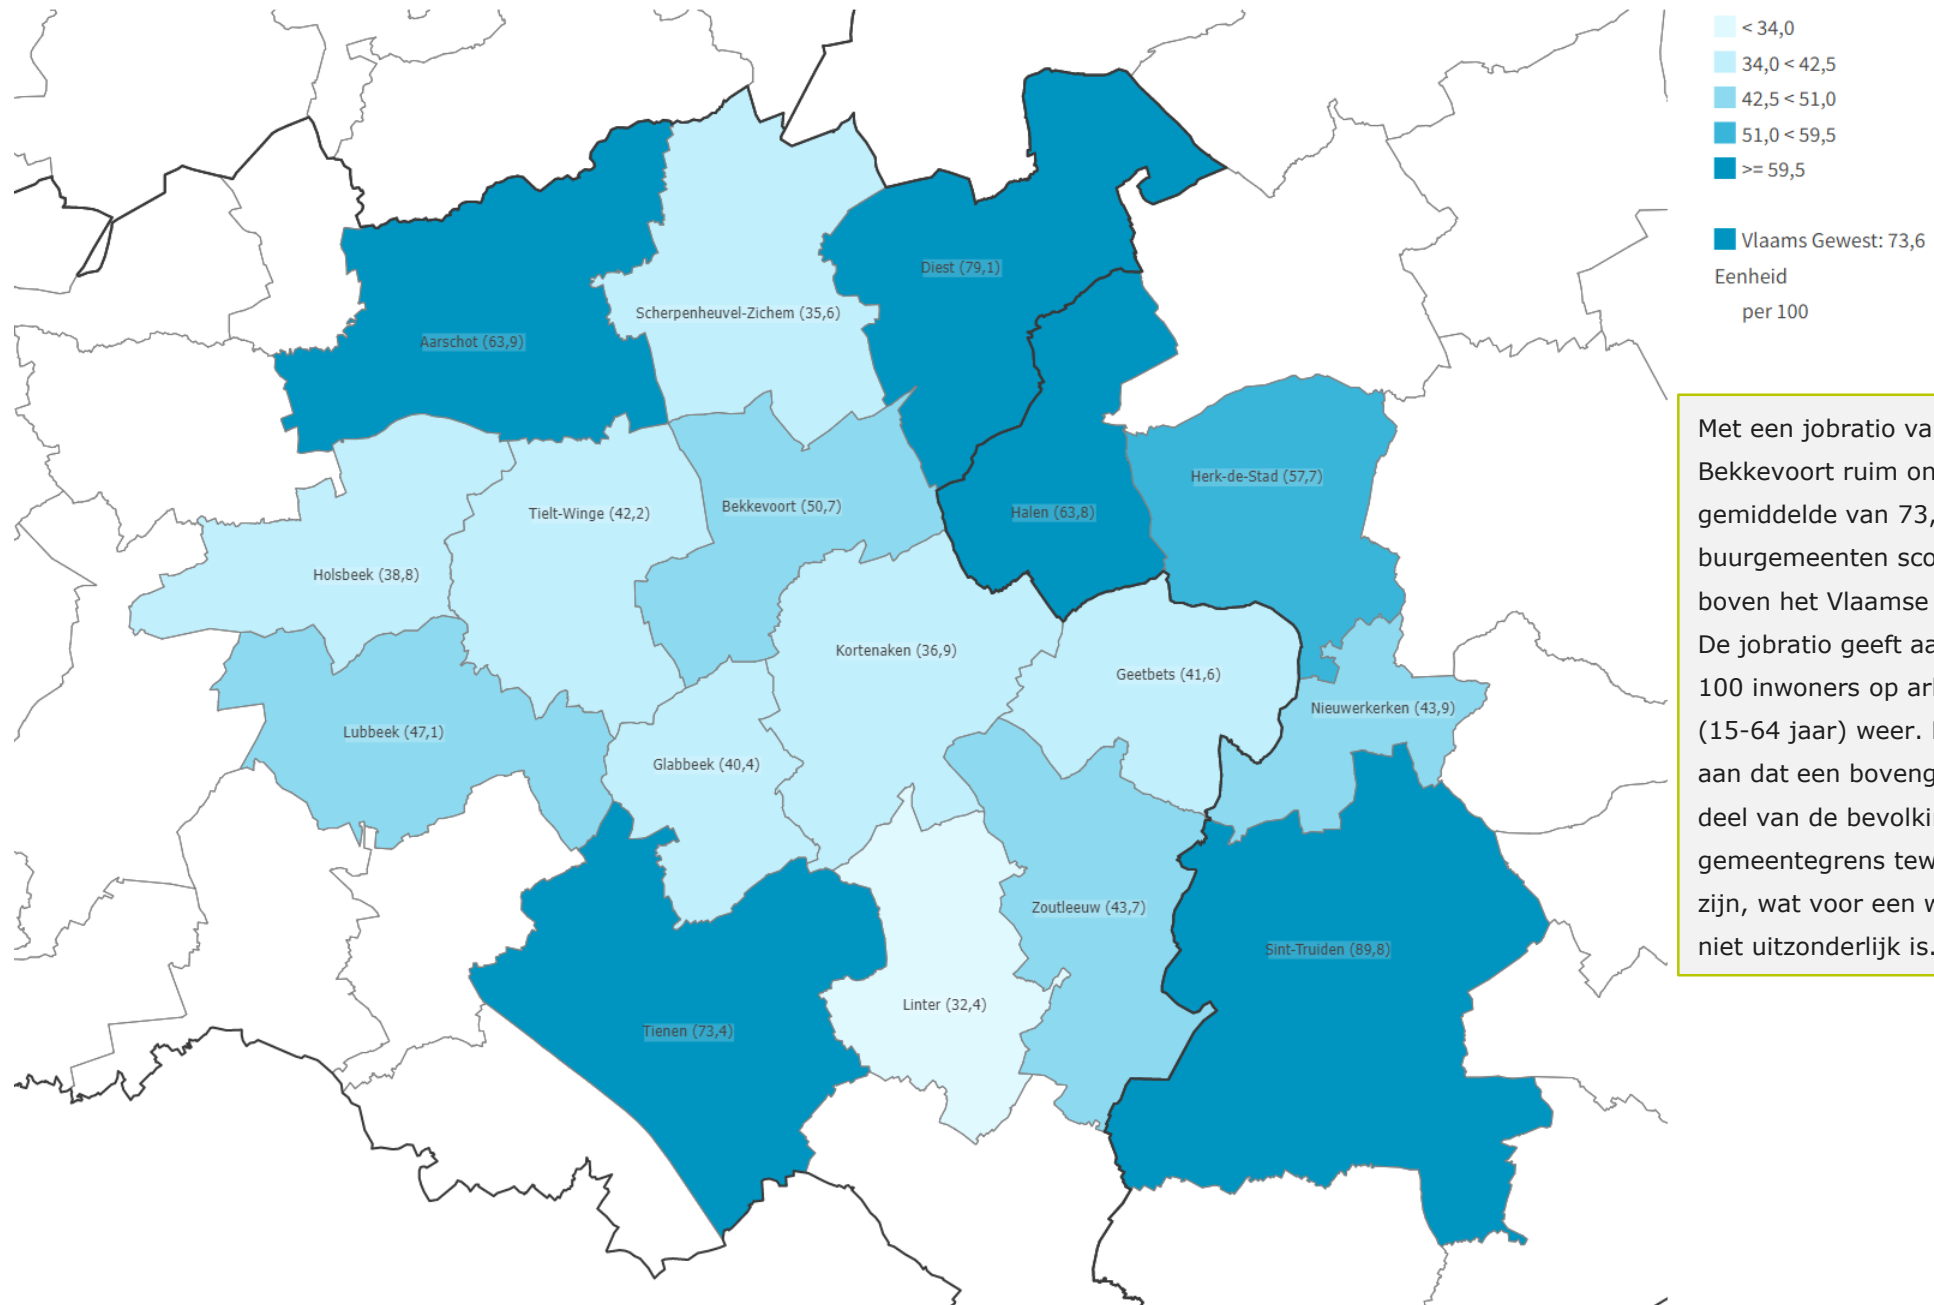 < 34,0
34,0 < 42,5
42,5 < 51,0
51,0 < 59,5
>= 59,5
Vlaams Gewest: 73,6
Eenheid
per 100
Diest (79,1)
Scherpenheuvel-Zichem (35,6)
Aarschot (63,9)
Herk-de-Stad (57,7)
Bekkevoort (50,7)
Halen (63,8)
Tielt-Winge (42,2)
Holsbeek (38,8)
Kortenaken (36,9)
Geetbets (41,6)
Nieuwerkerken (43,9)
Lubbeek (47,1)
Glabbeek (40,4)
Zoutleeuw (43,7)
Sint-Truiden (89,8)
Linter (32,4)
Tienen (73,4)
Met een jobratio va
Bekkevoort ruim on
gemiddelde van 73,
buurgemeenten sco
boven het Vlaamse
De jobratio geeft aa
100 inwoners op ar
(15-64 jaar) weer.
aan dat een boveng
deel van de bevolki
gemeentegrens tew
zijn, wat voor een w
niet uitzonderlijk is.